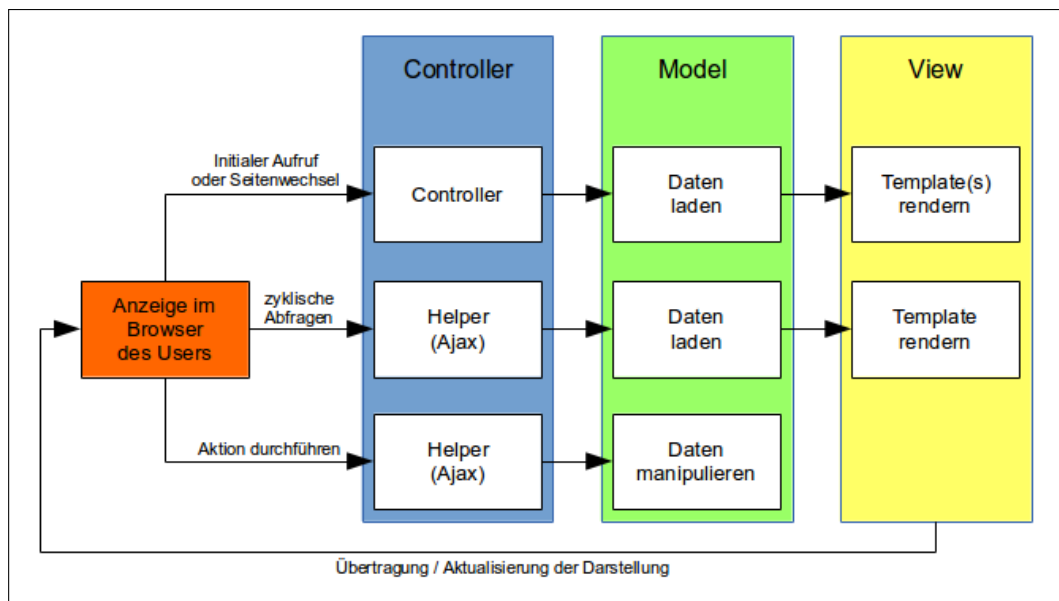 Controller
Model
View
Initialer Aufruf
oder Seitenwechsel
Controller
Daten
laden
Template(s)
rendern
Anzeige im
Browser
des Users
zyklische
Abfragen
Helper
(Ajax)
Daten
laden
Template
rendern
Aktion durchführen
Helper
(Ajax)
Daten
manipulieren
Übertragung / Aktualisierung der Darstellung